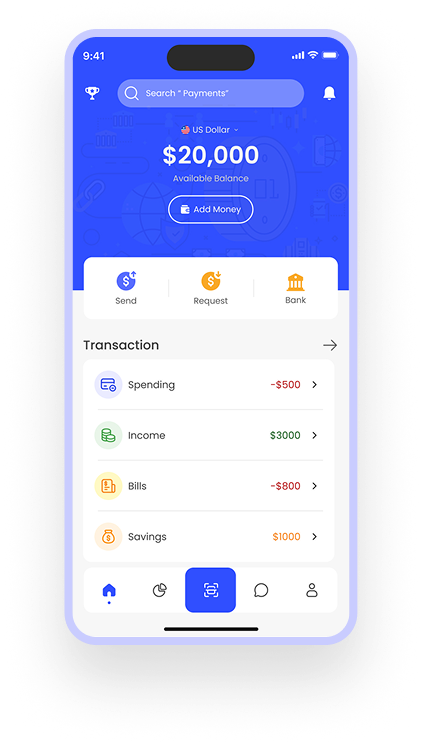 9:41
Search “ Payments”
US Dollar
$20,000
Available Balance
Add Money
Send Request Bank
Transaction
Spending -$500
Income $3000
Bills -$800
Savings $1000